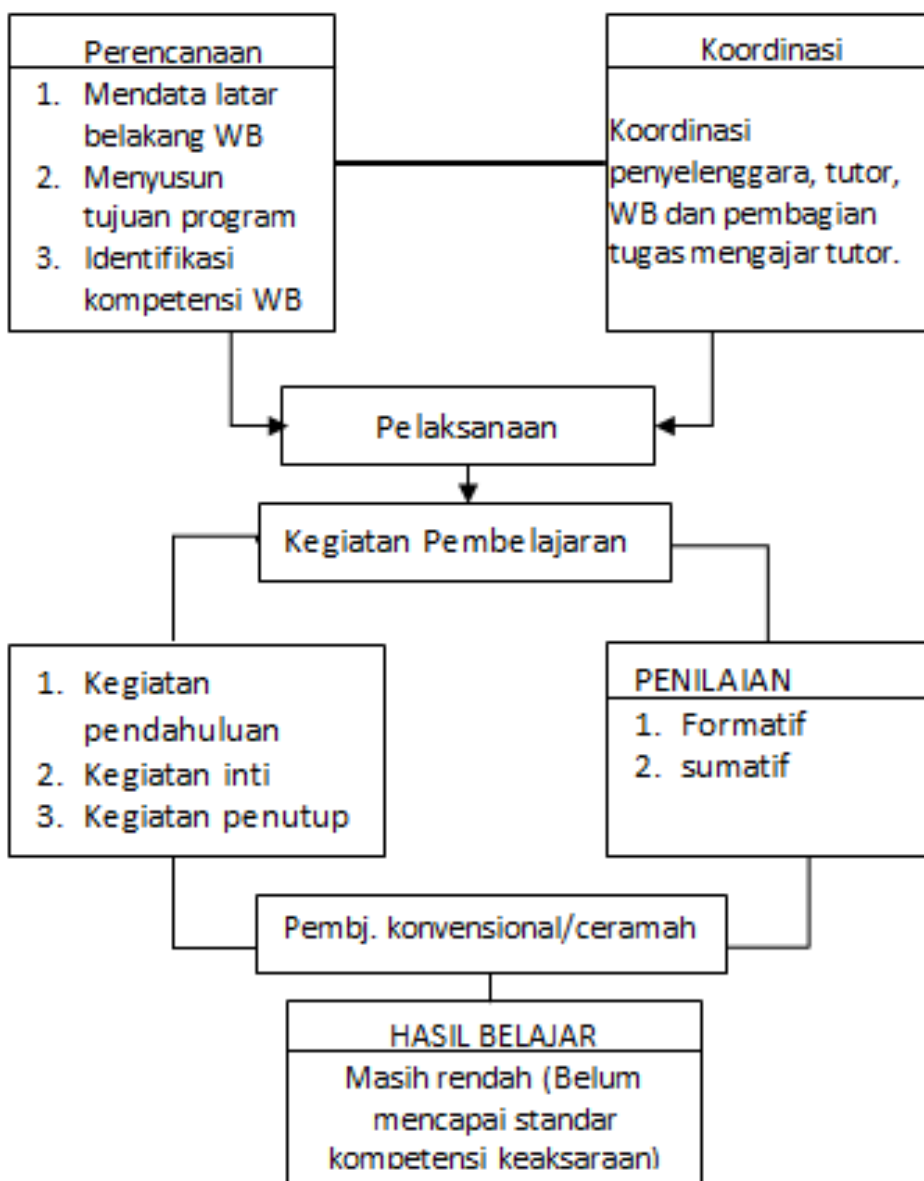 Perencanaan
1. Mendata latar
belakang WB
2. Menyusun
tujuan program
3. Identifikasi
kompetensi WB
Koordinasi
Koordinasi
penyelenggara, tutor,
WB dan pembagian
tugas mengajar tutor.
Pelaksanaan
Kegiatan Pembelajaran
1. Kegiatan
pendahuluan
2. Kegiatan inti
3. Kegiatan penutup
PENILAIAN
1. Formatif
2. sumatif
Pembj. konvensional/ceramah
HASIL BELAJAR
Masih rendah (Belum
mencapai standar
kompetensi keaksaraan)